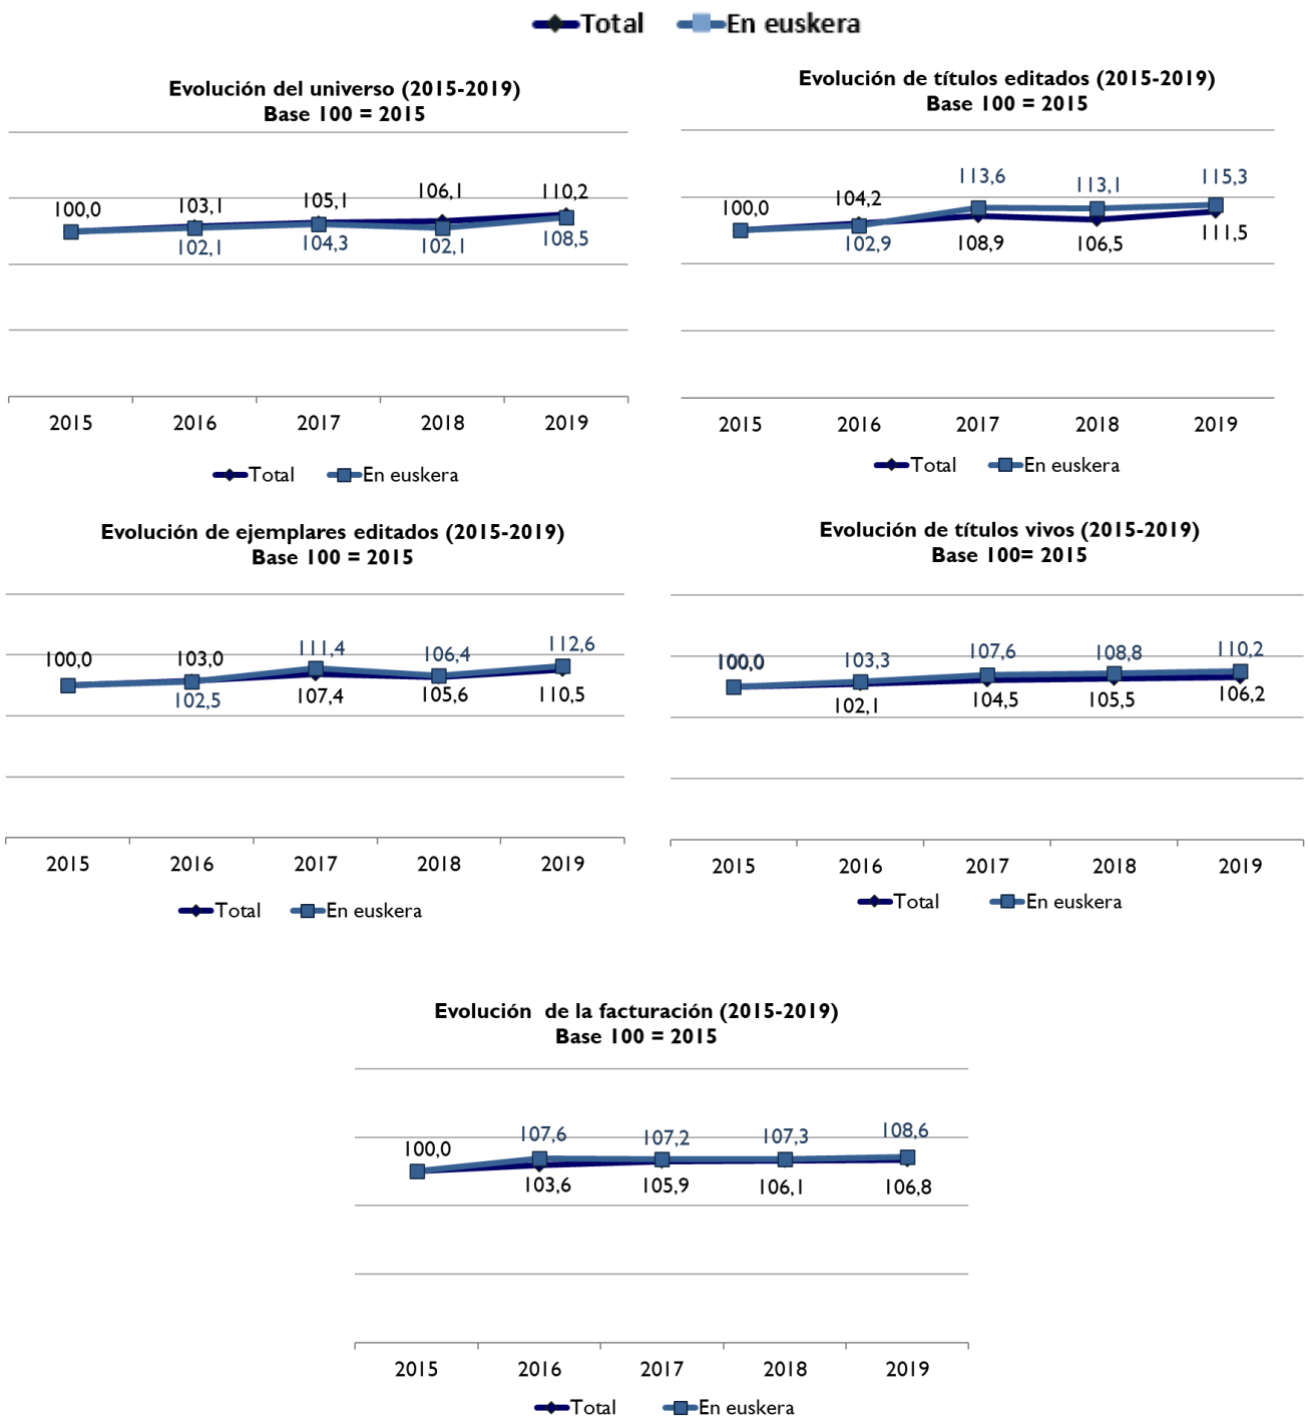 Total En euskera
Evolución del universo (2015-2019)
Base 100 = 2015
100,0 103,1 105,1 106,1 110,2
102,1 104,3 102,1 108,5
2015 2016 2017 2018 2019
Total En euskera
Evolución de títulos editados (2015-2019)
Base 100 = 2015
100,0 104,2 113,6 113,1 115,3
102,9 108,9 106,5 111,5
2015 2016 2017 2018 2019
Total En euskera
Evolución de ejemplares editados (2015-2019)
Base 100 = 2015
100,0 103,0 111,4 106,4 112,6
102,5 107,4 105,6 110,5
2015 2016 2017 2018 2019
Total En euskera
Evolución de títulos vivos (2015-2019)
Base 100= 2015
100,0 103,3 107,6 108,8 110,2
102,1 104,5 105,5 106,2
2015 2016 2017 2018 2019
Total En euskera
Evolución  de la facturación (2015-2019)
Base 100 = 2015
100,0 107,6 107,2 107,3 108,6
103,6 105,9 106,1 106,8
2015 2016 2017 2018 2019
Total En euskera